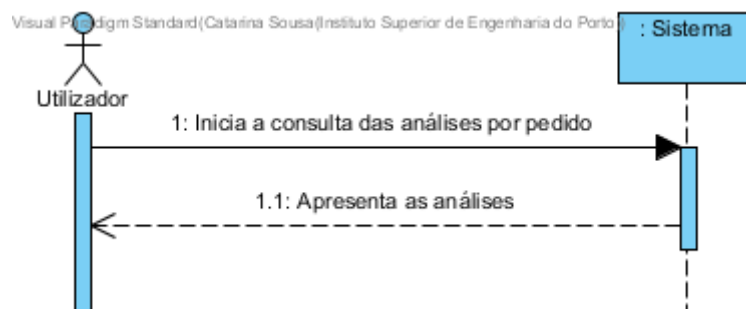 Visual Paradigm Standard(Catarina Sousa(Instituto Superior de Engenharia do Porto))
: Sistema
Utilizador
1: Inicia a consulta das análises por pedido
1.1: Apresenta as análises